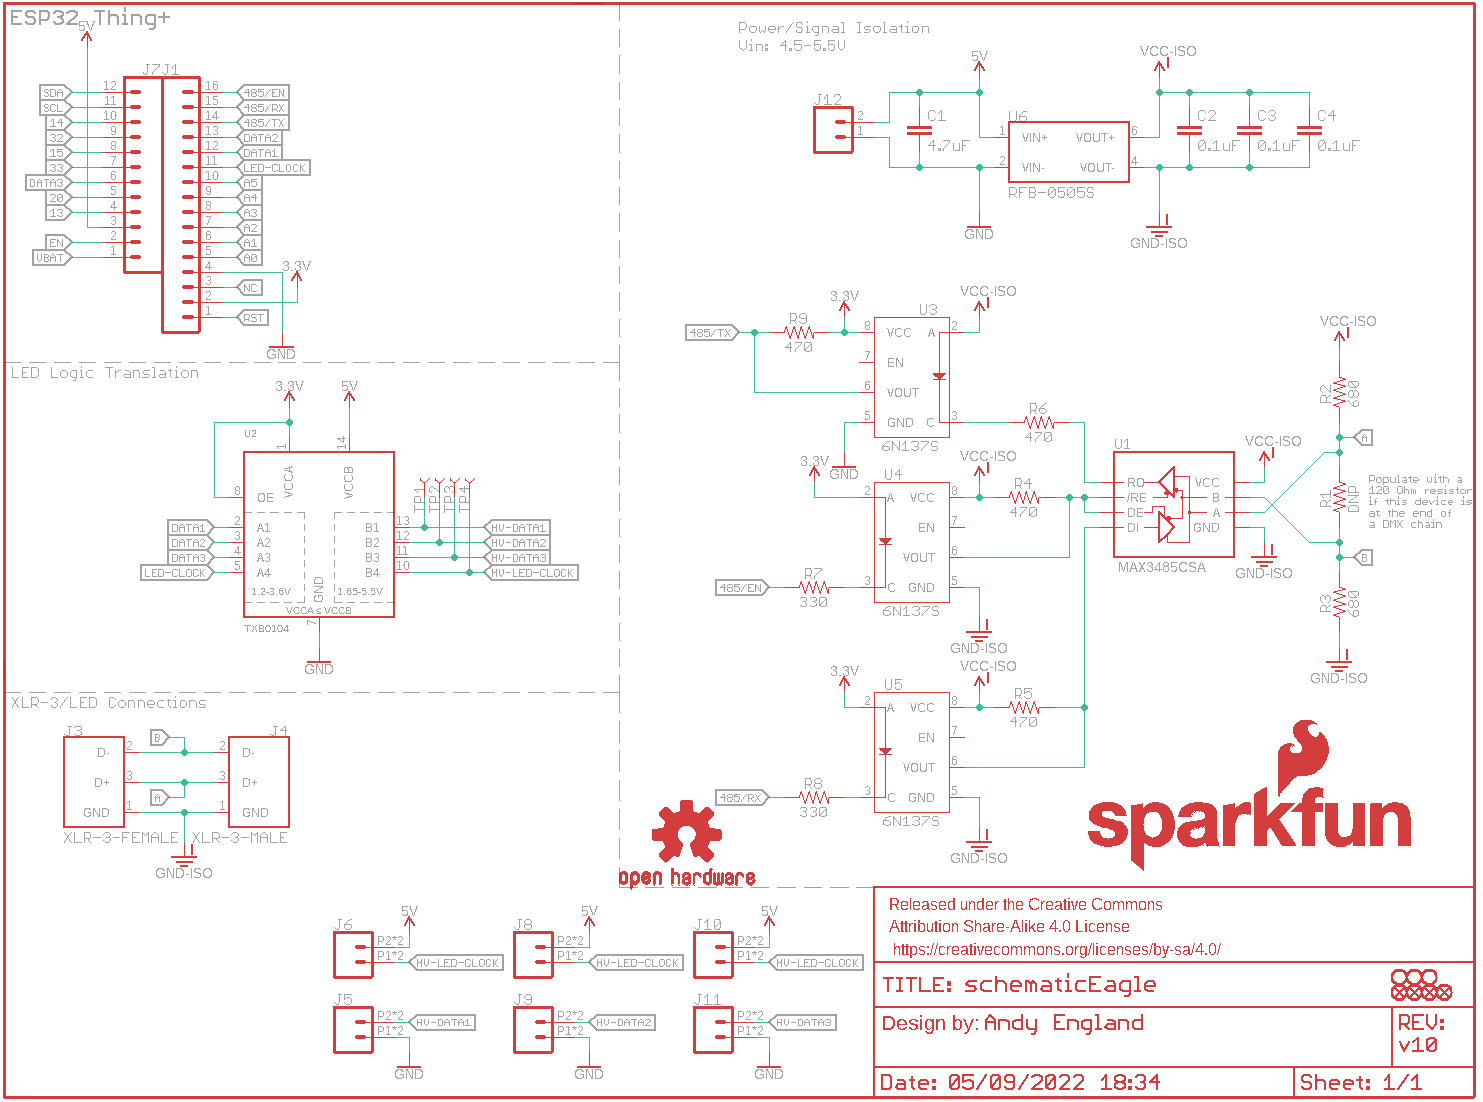 ESP32 Thing+
5V
J7 J1
SDA 12
SCL 11
14 10
32 9
15 8
33 7
DATA3 6
20 5
13 4
3
EN 2
VBAT 1
16 485/EN
15 485/RX
14 485/TX
13 DATA2
12 DATA1
11 LED-CLOCK
10 A5
9 A4
8 A3
7 A2
6 A1
5 A0
4 3.3V
3 NC
2
1 RST
GND
LED Logic Translation
3.3V 5V
U2
1 VCCA 14 VCCB
8 OE
TP1 TP2 TP3 TP4
DATA1 2 A1 B1 13 HV-DATA1
DATA2 3 A2 B2 12 HV-DATA2
DATA3 4 A3 B3 11 HV-DATA3
LED-CLOCK 5 A4 B4 10 HV-LED-CLOCK
1.2-3.6V GND 1.65-5.5V
VCCA ≤ VCCB
TXB0104 7
GND
XLR-3/LED Connections
J3 J4
B
D- 2 2 D-
D+ 3 3 D+
A
GND 1 1 GND
XLR-3-FEMALE XLR-3-MALE
GND-ISO
Power/Signal Isolation
Vin: 4.5-5.5V
5V VCC-ISO
J12
2
1
C1
4.7uF
U6
1 VIN+ VOUT+ 6
2 VIN- VOUT- 4
RFB-0505S
C2 C3 C4
0.1uF 0.1uF 0.1uF
GND GND-ISO
3.3V VCC-ISO
U3
485/TX R9 470
8 VCC A 2
7 EN
6 VOUT
5 GND C 3
6N137S
GND
R6
470
3.3V VCC-ISO
U4
2 A VCC 8
EN 7
VOUT 6
3 C GND 5
6N137S
R4
470
485/EN R7 330
GND-ISO
3.3V VCC-ISO
U5
2 A VCC 8
EN 7
VOUT 6
3 C GND 5
6N137S
R5
470
485/RX R8 330
GND-ISO
U1
RO VCC
/RE B
DE A
DI GND
MAX3485CSA
VCC-ISO
GND-ISO
VCC-ISO
R2 680
A
R1 DNP
Populate with a
120 Ohm resistor
if this device is
at the end of
a DMX chain
B
R3 680
GND-ISO
open hardware
sparkfun
J6 5V
P2*2
P1*2 HV-LED-CLOCK
J8 5V
P2*2
P1*2 HV-LED-CLOCK
J10 5V
P2*2
P1*2 HV-LED-CLOCK
J5
P2*2 HV-DATA1
P1*2
GND
J9
P2*2 HV-DATA2
P1*2
GND
J11
P2*2 HV-DATA3
P1*2
GND
Released under the Creative Commons
Attribution Share-Alike 4.0 License
https://creativecommons.org/licenses/by-sa/4.0/
TITLE: schematicEagle
Design by: Andy England
REV:
v10
Date: 05/09/2022 18:34
Sheet: 1/1